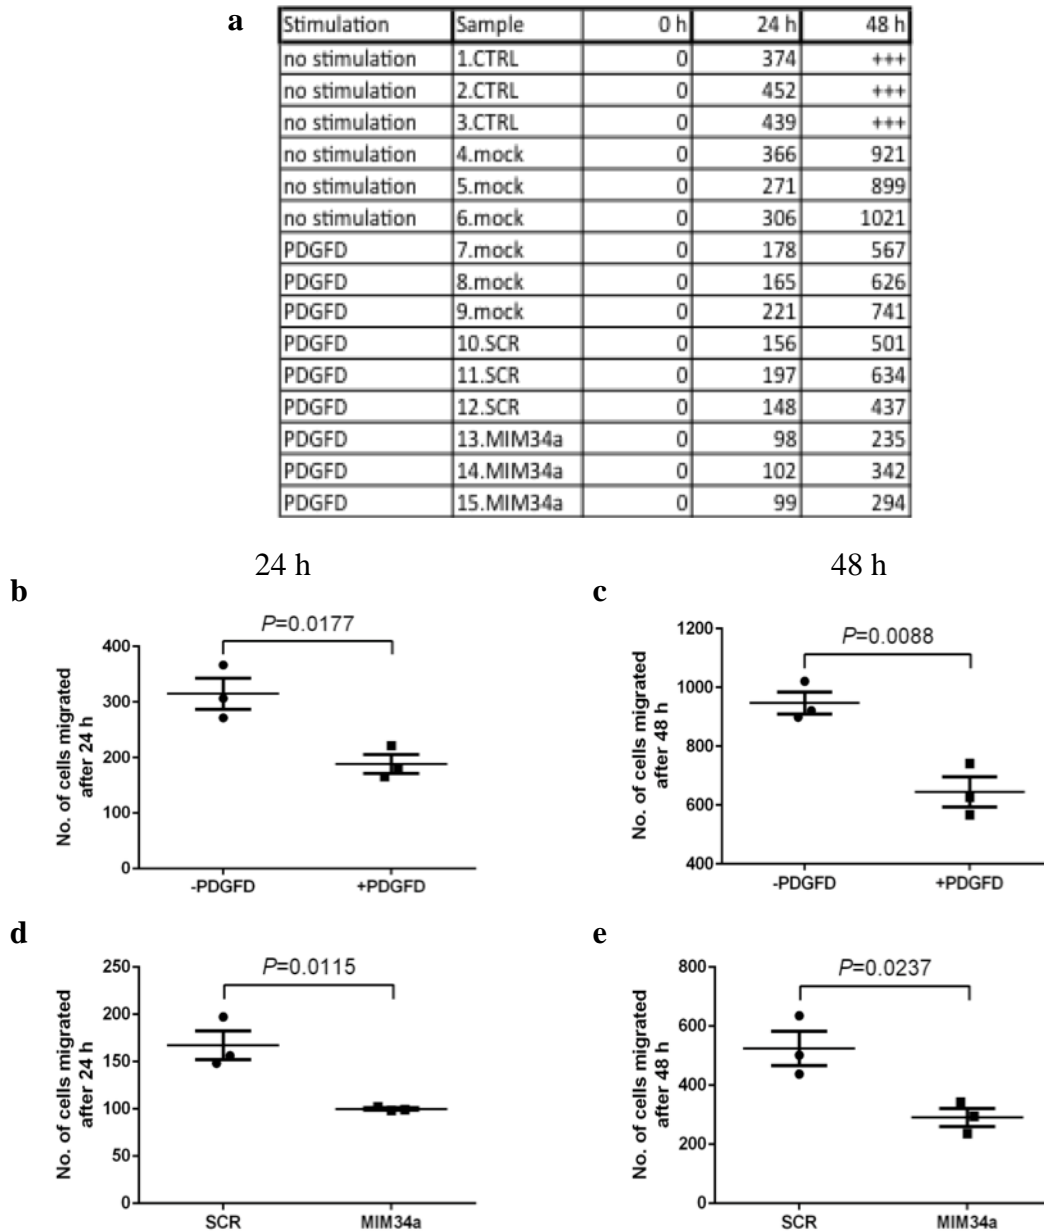 a
Stimulation Sample 0 h 24 h 48 h
no stimulation 1.CTRL 0 374 +++
no stimulation 2.CTRL 0 452 +++
no stimulation 3.CTRL 0 439 +++
no stimulation 4.mock 0 366 921
no stimulation 5.mock 0 271 899
no stimulation 6.mock 0 306 1021
PDGFD 7.mock 0 178 567
PDGFD 8.mock 0 165 626
PDGFD 9.mock 0 221 741
PDGFD 10.SCR 0 156 501
PDGFD 11.SCR 0 197 634
PDGFD 12.SCR 0 148 437
PDGFD 13.MIM34a 0 98 235
PDGFD 14.MIM34a 0 102 342
PDGFD 15.MIM34a 0 99 294
24 h
48 h
b
P=0.0177
No. of cells migrated
after 24 h
400
300
200
100
0
-PDGFD +PDGFD
c
P=0.0088
No. of cells migrated
after 48 h
1200
1000
800
600
400
-PDGFD +PDGFD
d
P=0.0115
No. of cells migrated
after 24 h
250
200
150
100
50
0
SCR MIM34a
e
P=0.0237
No. of cells migrated
after 48 h
800
600
400
200
0
SCR MIM34a